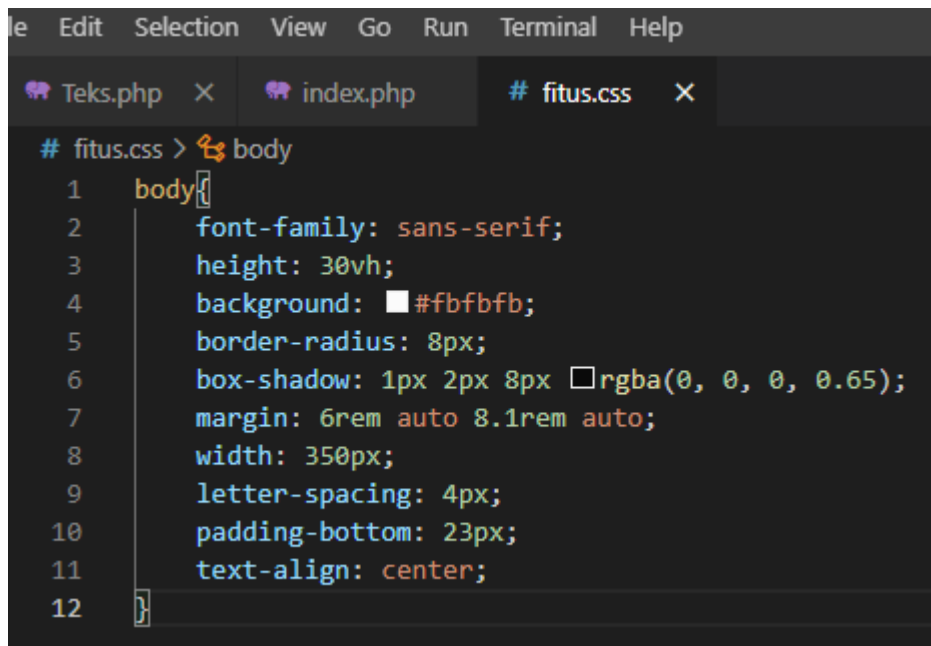 le Edit Selection View Go Run Terminal Help
Teks.php × index.php # fitus.css ×
# fitus.css > body
1 body{
2 font-family: sans-serif;
3 height: 30vh;
4 background: #fbfbfb;
5 border-radius: 8px;
6 box-shadow: 1px 2px 8px rgba(0, 0, 0, 0.65);
7 margin: 6rem auto 8.1rem auto;
8 width: 350px;
9 letter-spacing: 4px;
10 padding-bottom: 23px;
11 text-align: center;
12 }